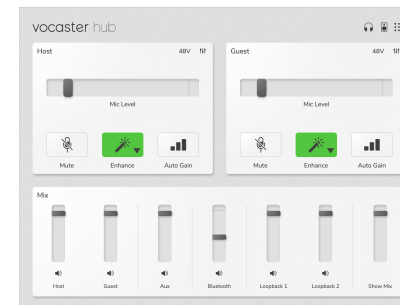 vocaster hub
Host 48V
Guest 48V
Mic Level
Mic Level
Mute Enhance Auto Gain
Mute Enhance Auto Gain
Mix
Host Guest Aux Bluetooth Loopback 1 Loopback 2 Show Mix